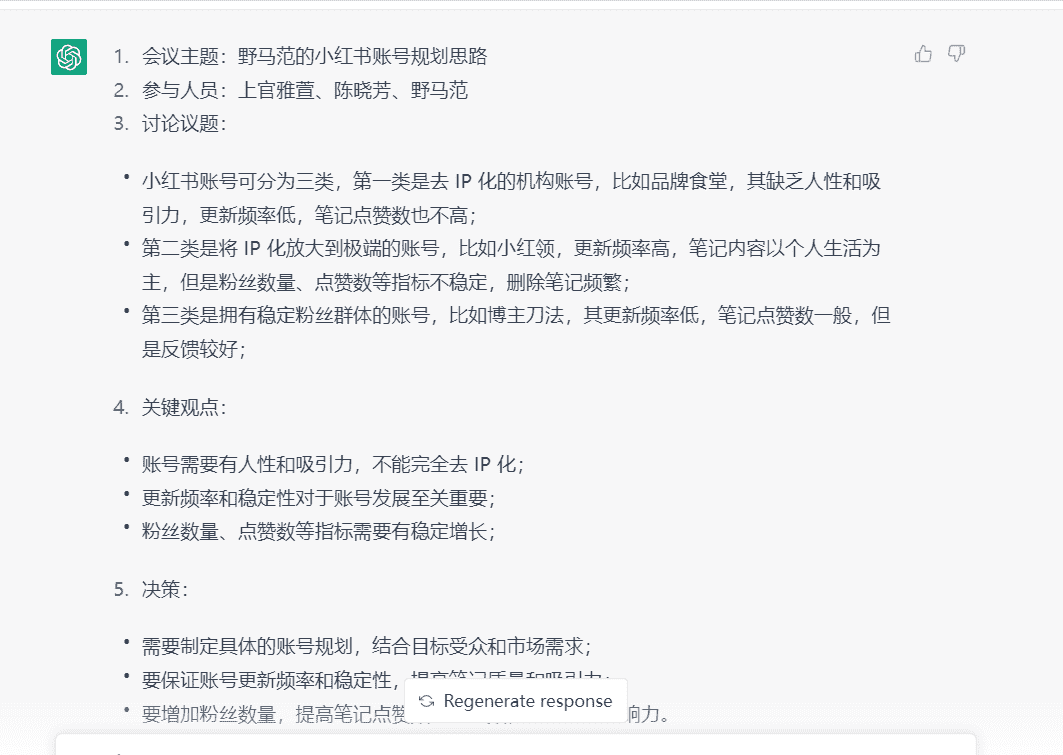 1. 会议主题：野马范的小红书账号规划思路
2. 参与人员：上官雅萱、陈晓芳、野马范
3. 讨论议题：
• 小红书账号可分为三类，第一类是去 IP 化的机构账号，比如品牌食堂，其缺乏人性和吸
引力，更新频率低，笔记点赞数也不高；
• 第二类是将 IP 化放大到极端的账号，比如小红领，更新频率高，笔记内容以个人生活为
主，但是粉丝数量、点赞数等指标不稳定，删除笔记频繁；
• 第三类是拥有稳定粉丝群体的账号，比如博主刀法，其更新频率低，笔记点赞数一般，但
是反馈较好；
4. 关键观点：
• 账号需要有人性和吸引力，不能完全去 IP 化；
• 更新频率和稳定性对于账号发展至关重要；
• 粉丝数量、点赞数等指标需要有稳定增长；
5. 决策：
• 需要制定具体的账号规划，结合目标受众和市场需求；
• 要保证账号更新频率和稳定性，
• 要增加粉丝数量，提高笔记点赞 响力。
Regenerate response